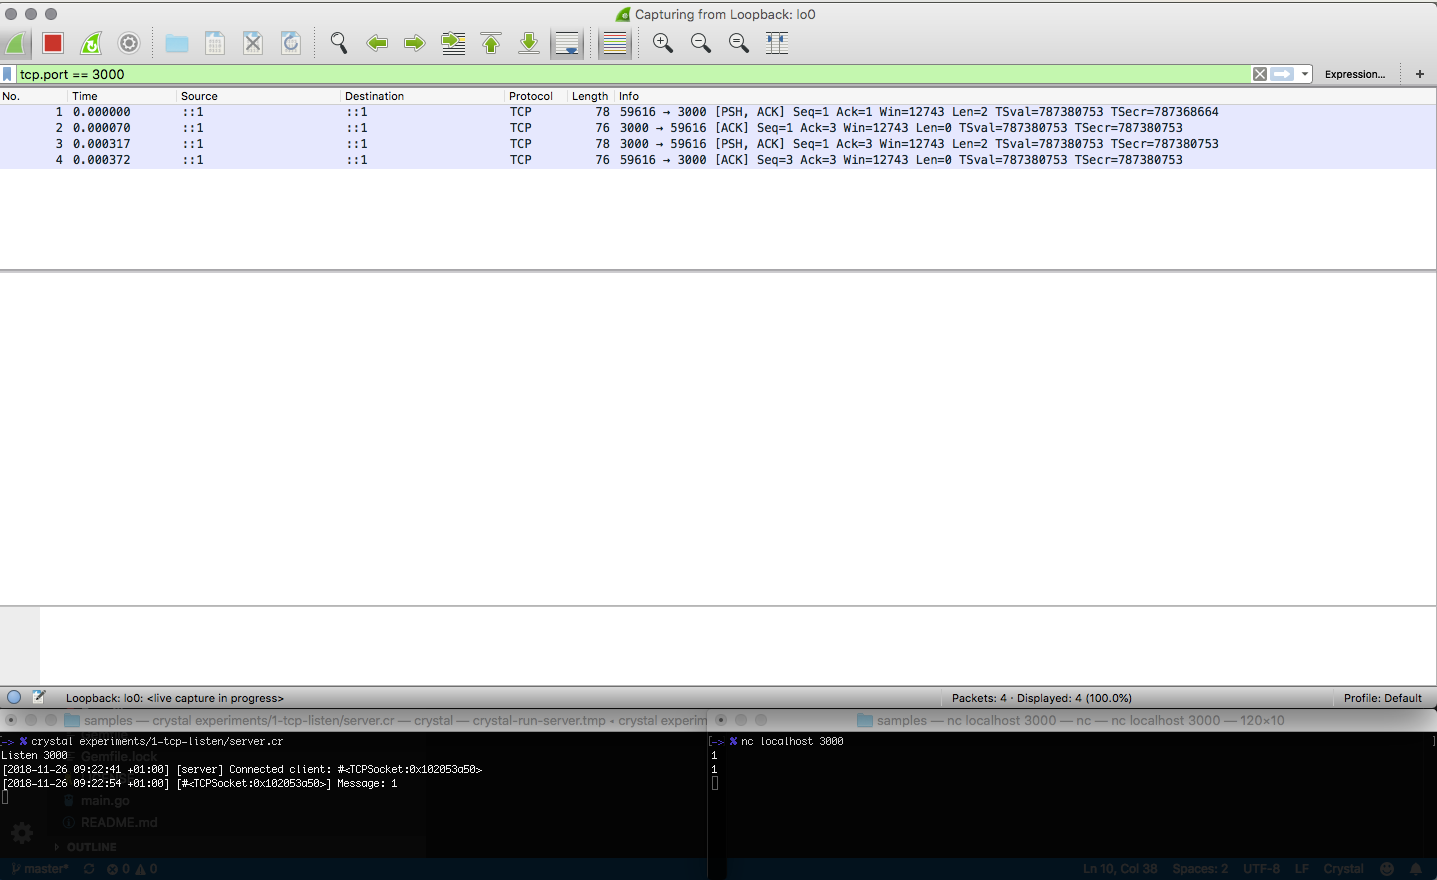 Capturing from Loopback: lo0
tcp.port == 3000
Expression...
+
No. Time Source Destination Protocol Length Info
1 0.000000 ::1 ::1 TCP 78 59616 → 3000 [PSH, ACK] Seq=1 Ack=1 Win=12743 Len=2 TSval=787380753 TSecr=787368664
2 0.000070 ::1 ::1 TCP 76 3000 → 59616 [ACK] Seq=1 Ack=3 Win=12743 Len=0 TSval=787380753 TSecr=787380753
3 0.000317 ::1 ::1 TCP 78 3000 → 59616 [PSH, ACK] Seq=1 Ack=3 Win=12743 Len=2 TSval=787380753 TSecr=787380753
4 0.000372 ::1 ::1 TCP 76 59616 → 3000 [ACK] Seq=3 Ack=3 Win=12743 Len=0 TSval=787380753 TSecr=787380753
Loopback: lo0: <live capture in progress>
Packets: 4 · Displayed: 4 (100.0%)
Profile: Default
samples — crystal experiments/1-tcp-listen/server.cr — crystal — crystal-run-server.tmp • crystal experim
[-> % crystal experiments/1-tcp-listen/server.cr
Listen 3000
Gemfile.lock
[2018-11-26 09:22:41 +01:00] [server] Connected client: #<TCPSocket:0x102053a50>
[2018-11-26 09:22:54 +01:00] [#<TCPSocket:0x102053a50>] Message: 1
main.go
README.md
OUTLINE
master*
0
0
samples — nc localhost 3000 — nc — nc localhost 3000 — 120×10
[-> % nc localhost 3000 ]
1
1
Ln 10, Col 38
Spaces: 2
UTF-8
LF
Crystal